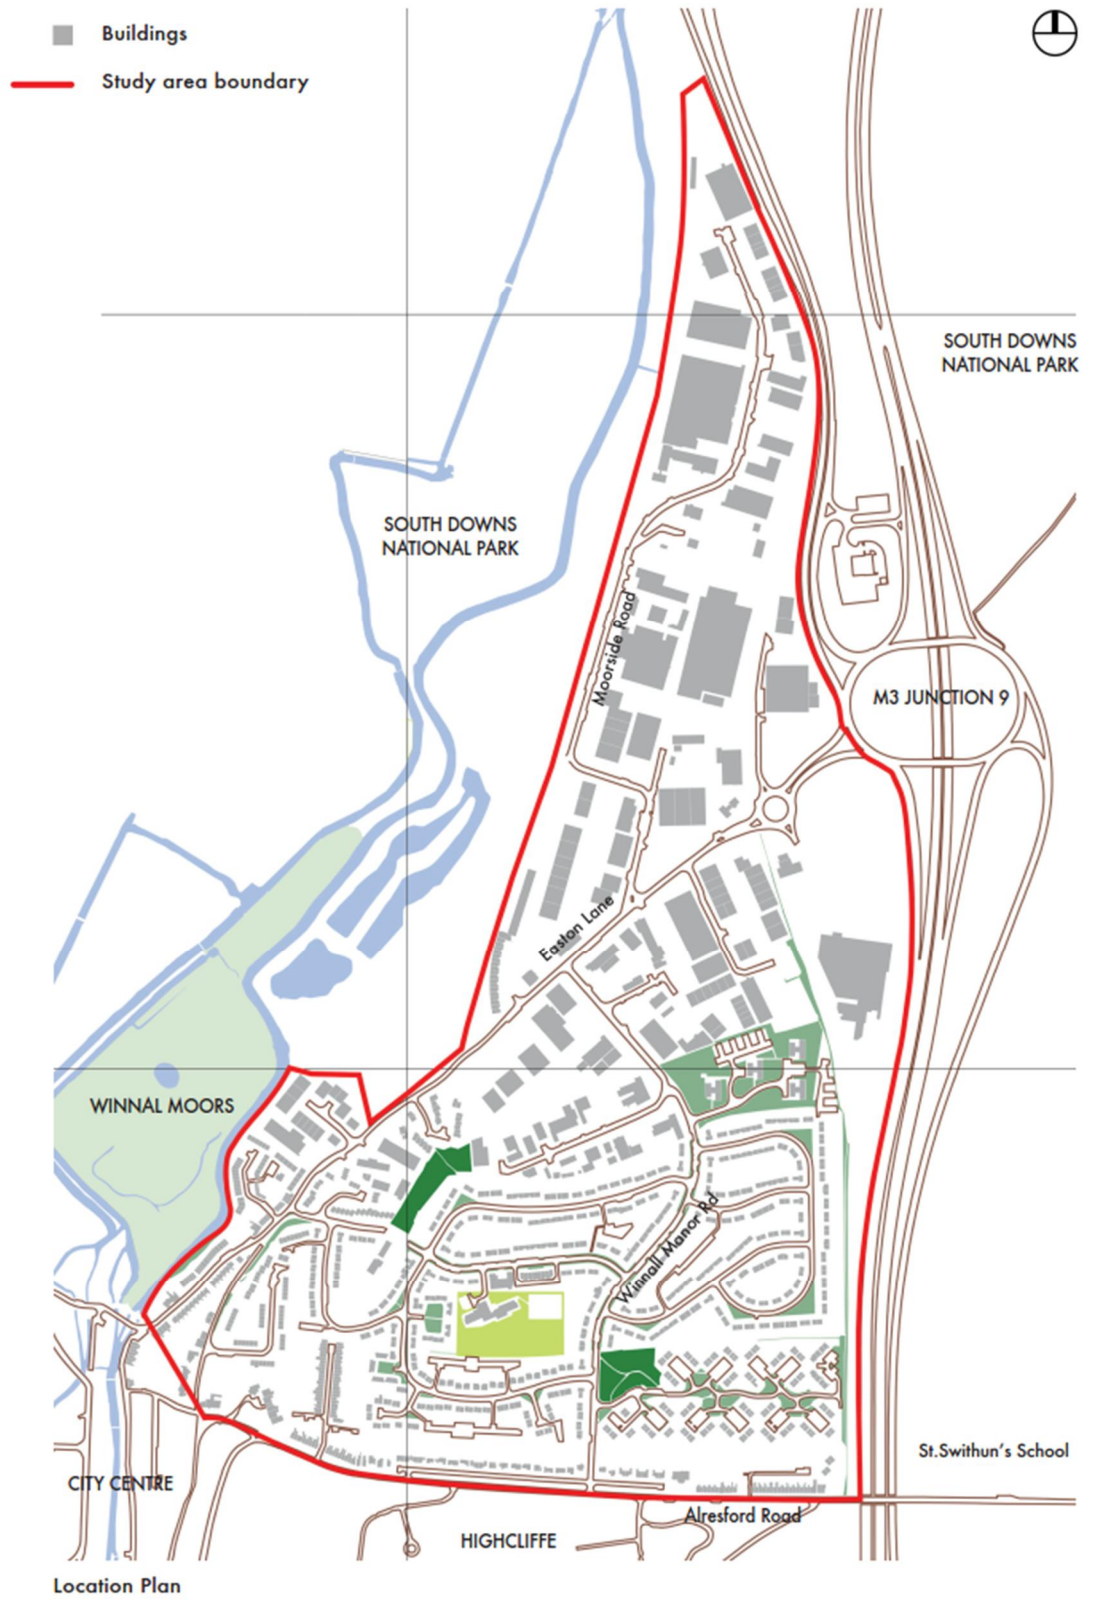 Buildings
Study area boundary
SOUTH DOWNS
NATIONAL PARK
SOUTH DOWNS
NATIONAL PARK
Moorside Road
M3 JUNCTION 9
Easton Lane
WINNAL MOORS
Winnall Manor Rd
St.Swithun's School
CITY CENTRE
Alresford Road
HIGHCLIFFE
Location Plan